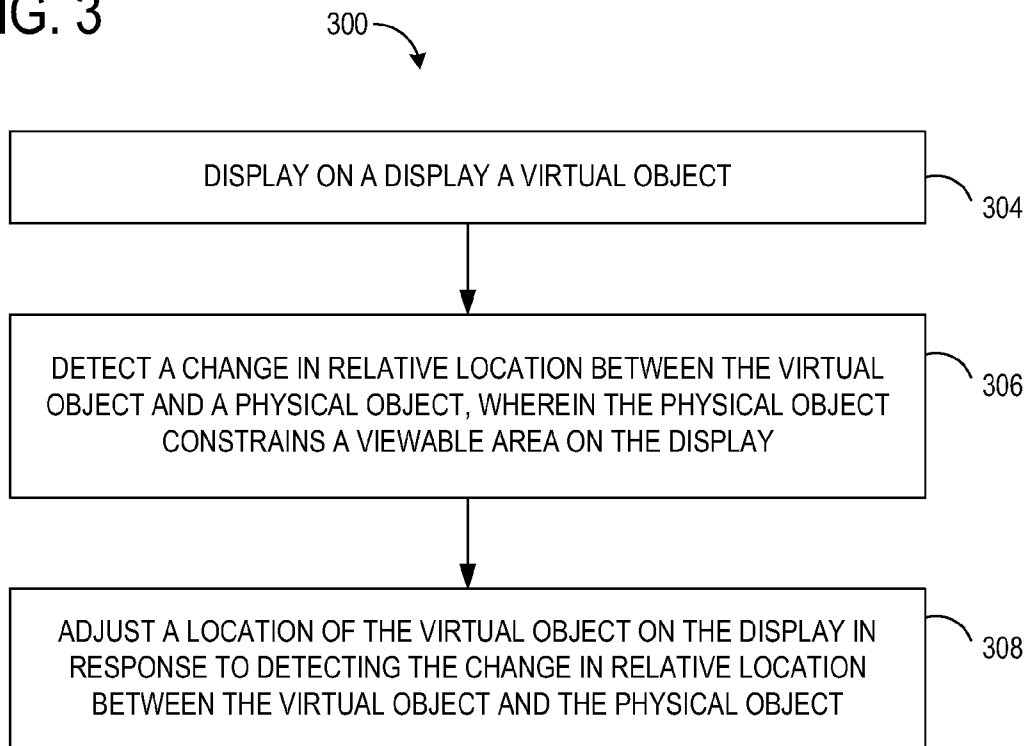 IG. 3
300
DISPLAY ON A DISPLAY A VIRTUAL OBJECT
304
DETECT A CHANGE IN RELATIVE LOCATION BETWEEN THE VIRTUAL
OBJECT AND A PHYSICAL OBJECT, WHEREIN THE PHYSICAL OBJECT
CONSTRAINS A VIEWABLE AREA ON THE DISPLAY
306
ADJUST A LOCATION OF THE VIRTUAL OBJECT ON THE DISPLAY IN
RESPONSE TO DETECTING THE CHANGE IN RELATIVE LOCATION
BETWEEN THE VIRTUAL OBJECT AND THE PHYSICAL OBJECT
308